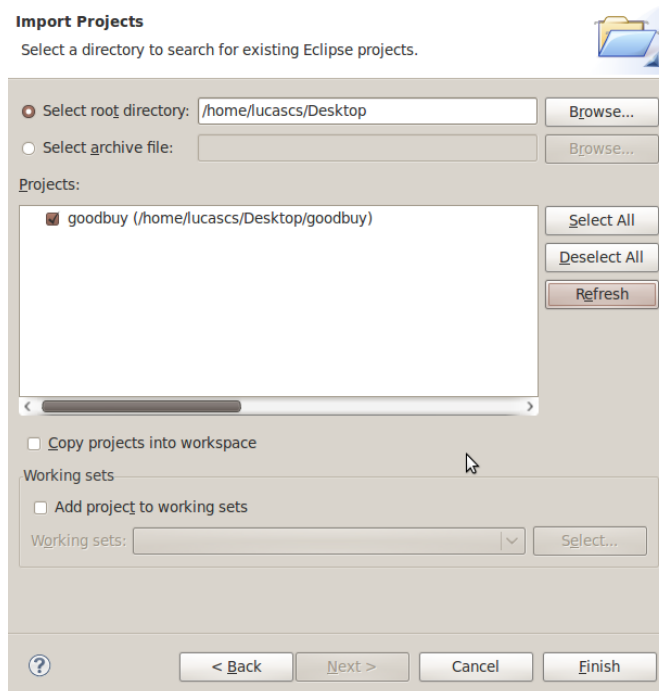 Import Projects
Select a directory to search for existing Eclipse projects.
Select root directory: /home/lucascs/Desktop Browse...
Select archive file: Browse...
Projects:
goodbuy (/home/lucascs/Desktop/goodbuy)
Select All
Deselect All
Refresh
Copy projects into workspace
Working sets
Add project to working sets
Working sets: Select...
? < Back Next > Cancel Finish